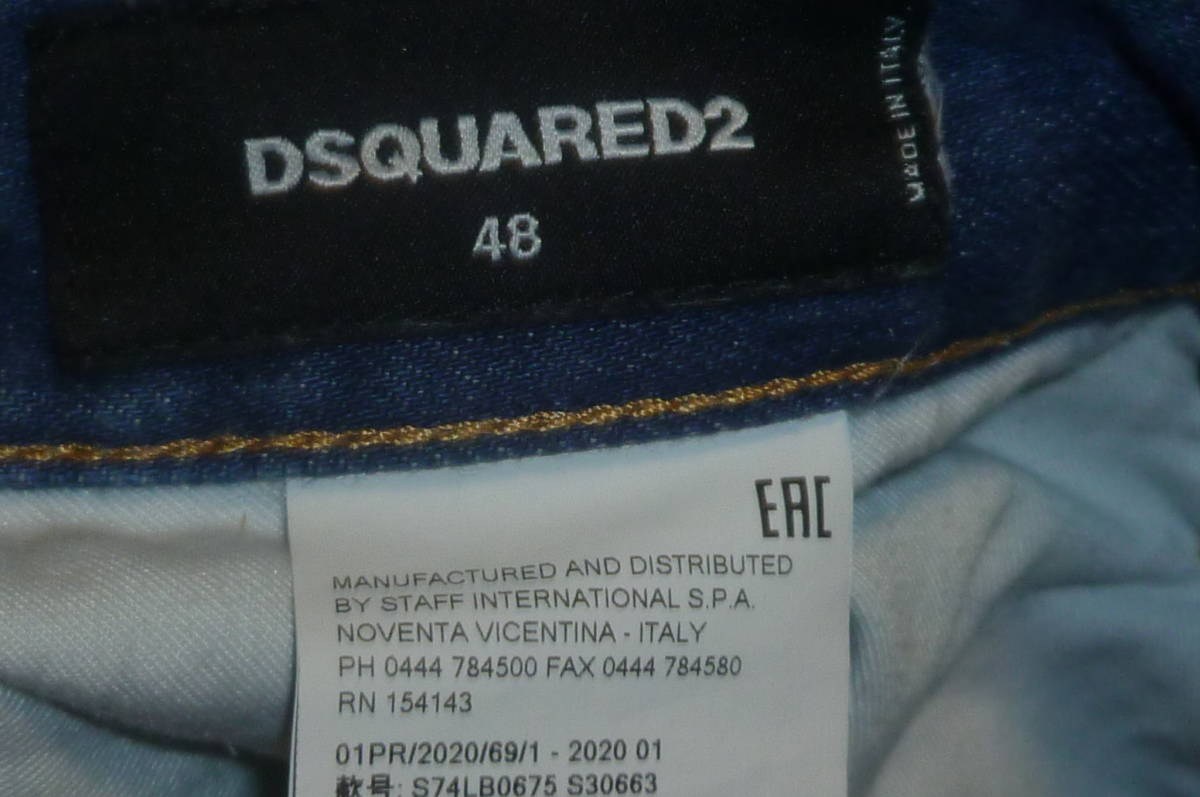 DSQUARED2
48
MADE IN ITALY
EAC
MANUFACTURED AND DISTRIBUTED
BY STAFF INTERNATIONAL S.P.A.
NOVENTA VICENTINA - ITALY
PH 0444 784500 FAX 0444 784580
RN 154143
01PR/2020/69/1 - 2020 01
款号: S74LB0675 S30663